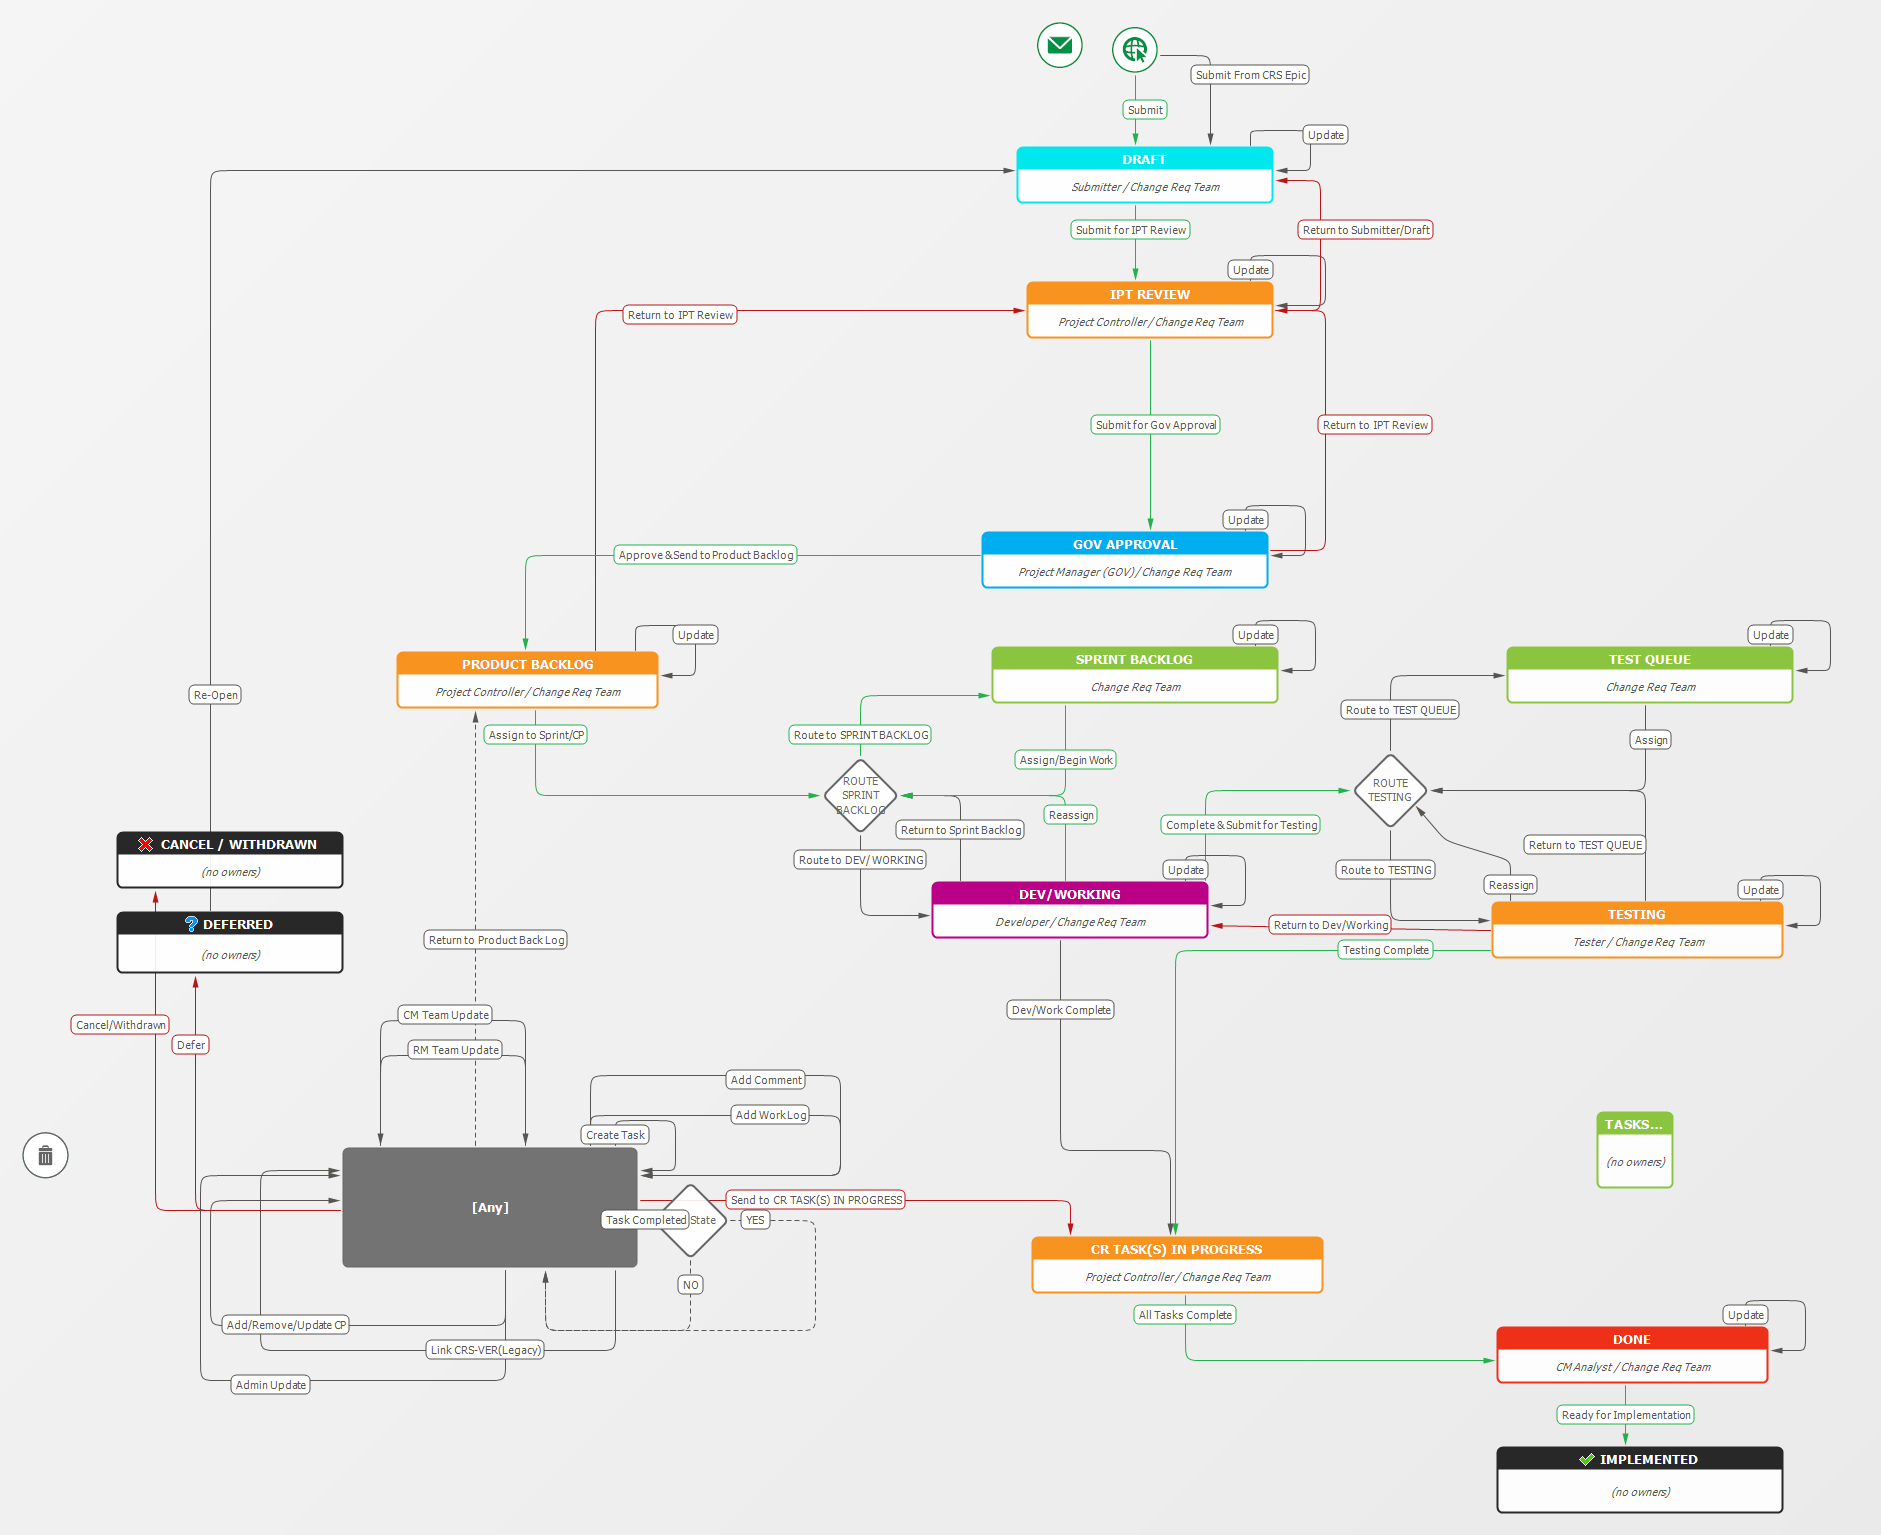 Submit From CRS Epic
Submit
Update
DRAFT
Submitter / Change Req Team
Submit for IPT Review
Return to Submitter/Draft
Update
IPT REVIEW
Project Controller / Change Req Team
Return to IPT Review
Submit for Gov Approval
Return to IPT Review
Update
GOV APPROVAL
Project Manager (GOV) / Change Req Team
Approve & Send to Product Backlog
Update
PRODUCT BACKLOG
Project Controller / Change Req Team
Update
SPRINT BACKLOG
Change Req Team
Update
TEST QUEUE
Change Req Team
Re-Open
Assign to Sprint/CP
Route to SPRINT BACKLOG
Assign/Begin Work
Route to TEST QUEUE
Assign
ROUTE
SPRINT
BACKLOG
ROUTE
TESTING
Reassign
Return to Sprint Backlog
Complete & Submit for Testing
Return to TEST QUEUE
Route to DEV/ WORKING
Update
Route to TESTING
Reassign
Update
CANCEL / WITHDRAWN
(no owners)
DEFERRED
(no owners)
DEV/WORKING
Developer / Change Req Team
Return to Dev/Working
TESTING
Tester / Change Req Team
Return to Product Back Log
Testing Complete
Dev/Work Complete
Cancel/Withdrawn
Defer
CM Team Update
RM Team Update
Add Comment
Add Work Log
Create Task
TASKS...
(no owners)
[Any]
Send to CR TASK(S) IN PROGRESS
Task Completed
State
YES
NO
CR TASK(S) IN PROGRESS
Project Controller / Change Req Team
All Tasks Complete
Add/Remove/Update CP
Link CRS-VER(Legacy)
Admin Update
Update
DONE
CM Analyst / Change Req Team
Ready for Implementation
IMPLEMENTED
(no owners)